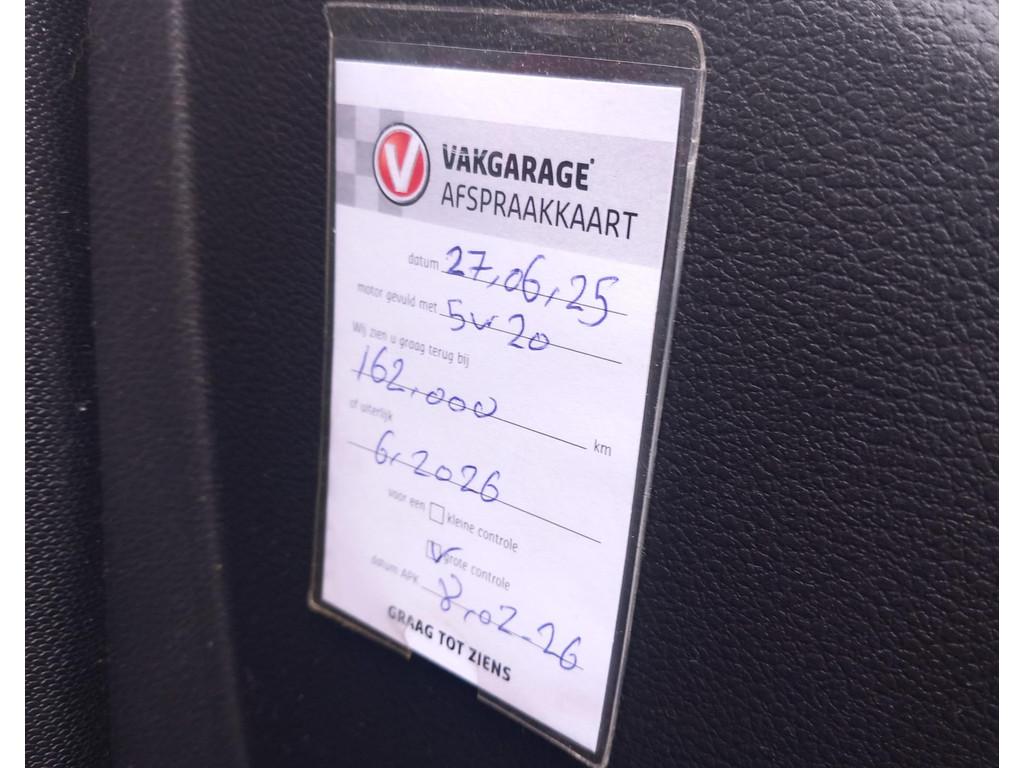 V VAKGARAGE
AFSPRAAKKAART
datum 27,06,25
motor gevuld met 5w20
Wij zien u graag terug bij
162.000 km
of uiterlijk
6,2026
voor een kleine controle
grote controle
datum APK 8,02-26
GRAAG TOT ZIENS